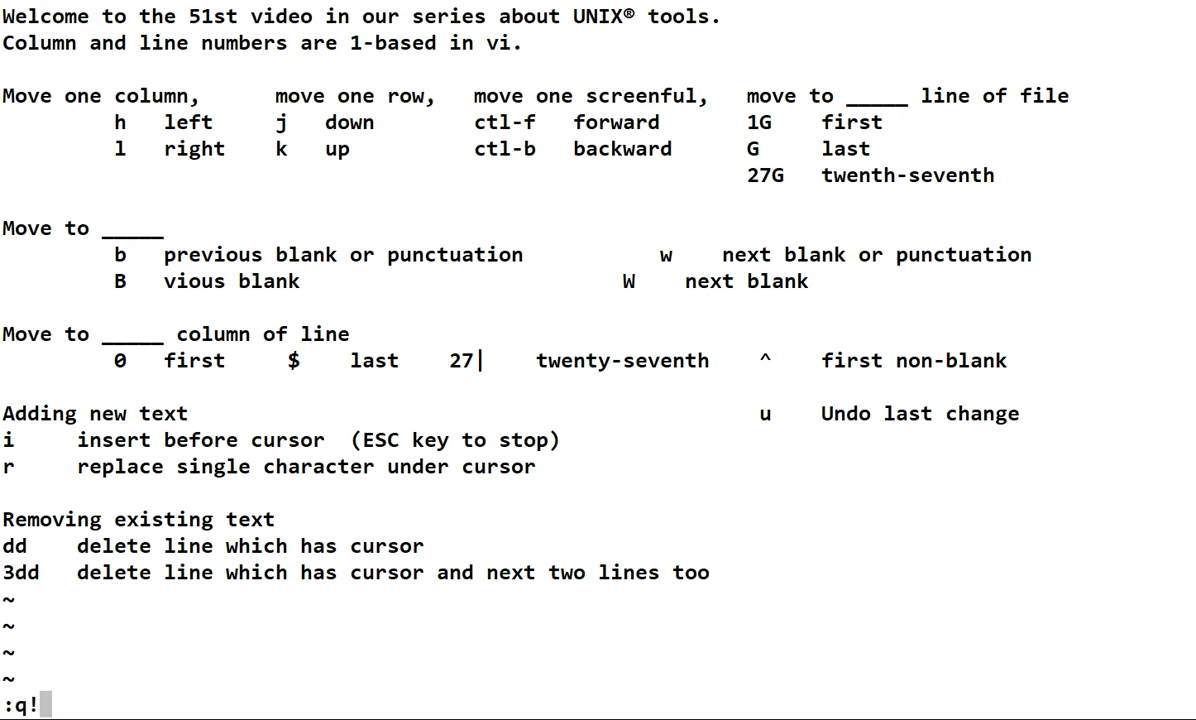 Welcome to the 51st video in our series about UNIX® tools.
Column and line numbers are 1-based in vi.

Move one column,      move one row,   move one screenful,   move to _____ line of file
         h   left     j   down        ctl-f   forward       1G    first
         l   right    k   up          ctl-b   backward      G     last
                                                            27G   twenth-seventh

Move to _____
         b   previous blank or punctuation           w    next blank or punctuation
         B   vious blank                          W    next blank

Move to _____ column of line
         0   first     $    last    27|    twenty-seventh    ^    first non-blank

Adding new text                                              u    Undo last change
i     insert before cursor  (ESC key to stop)
r     replace single character under cursor

Removing existing text
dd    delete line which has cursor
3dd   delete line which has cursor and next two lines too
~
~
~
~
:q!